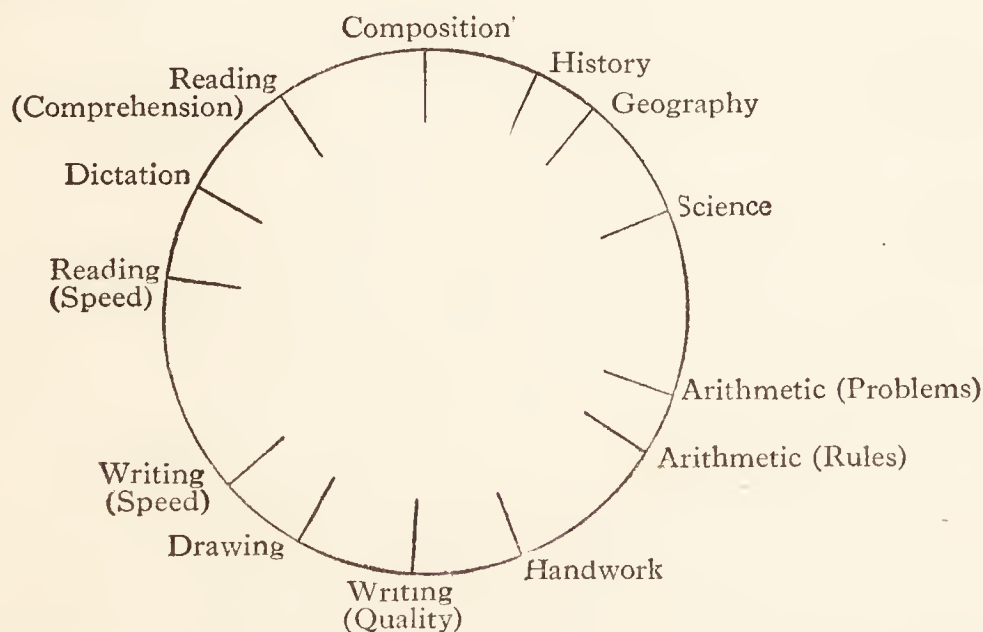 Composition
History
Geography
Science
Arithmetic (Problems)
Arithmetic (Rules)
Handwork
Writing
(Quality)
Drawing
Writing
(Speed)
Reading
(Speed)
Dictation
Reading
(Comprehension)